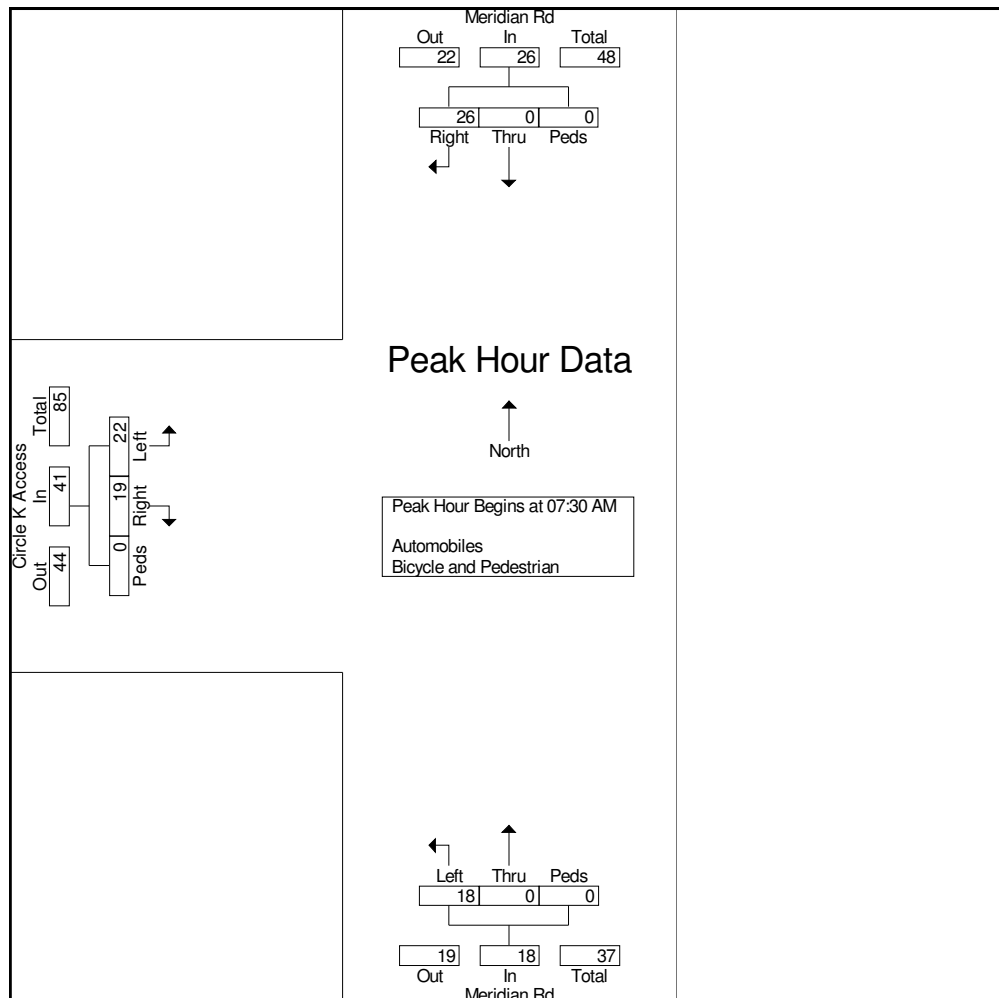 Meridian Rd
Out In Total
22 26 48
26 0 0
Right Thru Peds
Peak Hour Data
North
Peak Hour Begins at 07:30 AM
Automobiles
Bicycle and Pedestrian
Circle K Access
Out In Total
44 41 85
0 19 22
Peds Right Left
Left Thru Peds
18 0 0
19 18 37
Out In Total
Meridian Rd